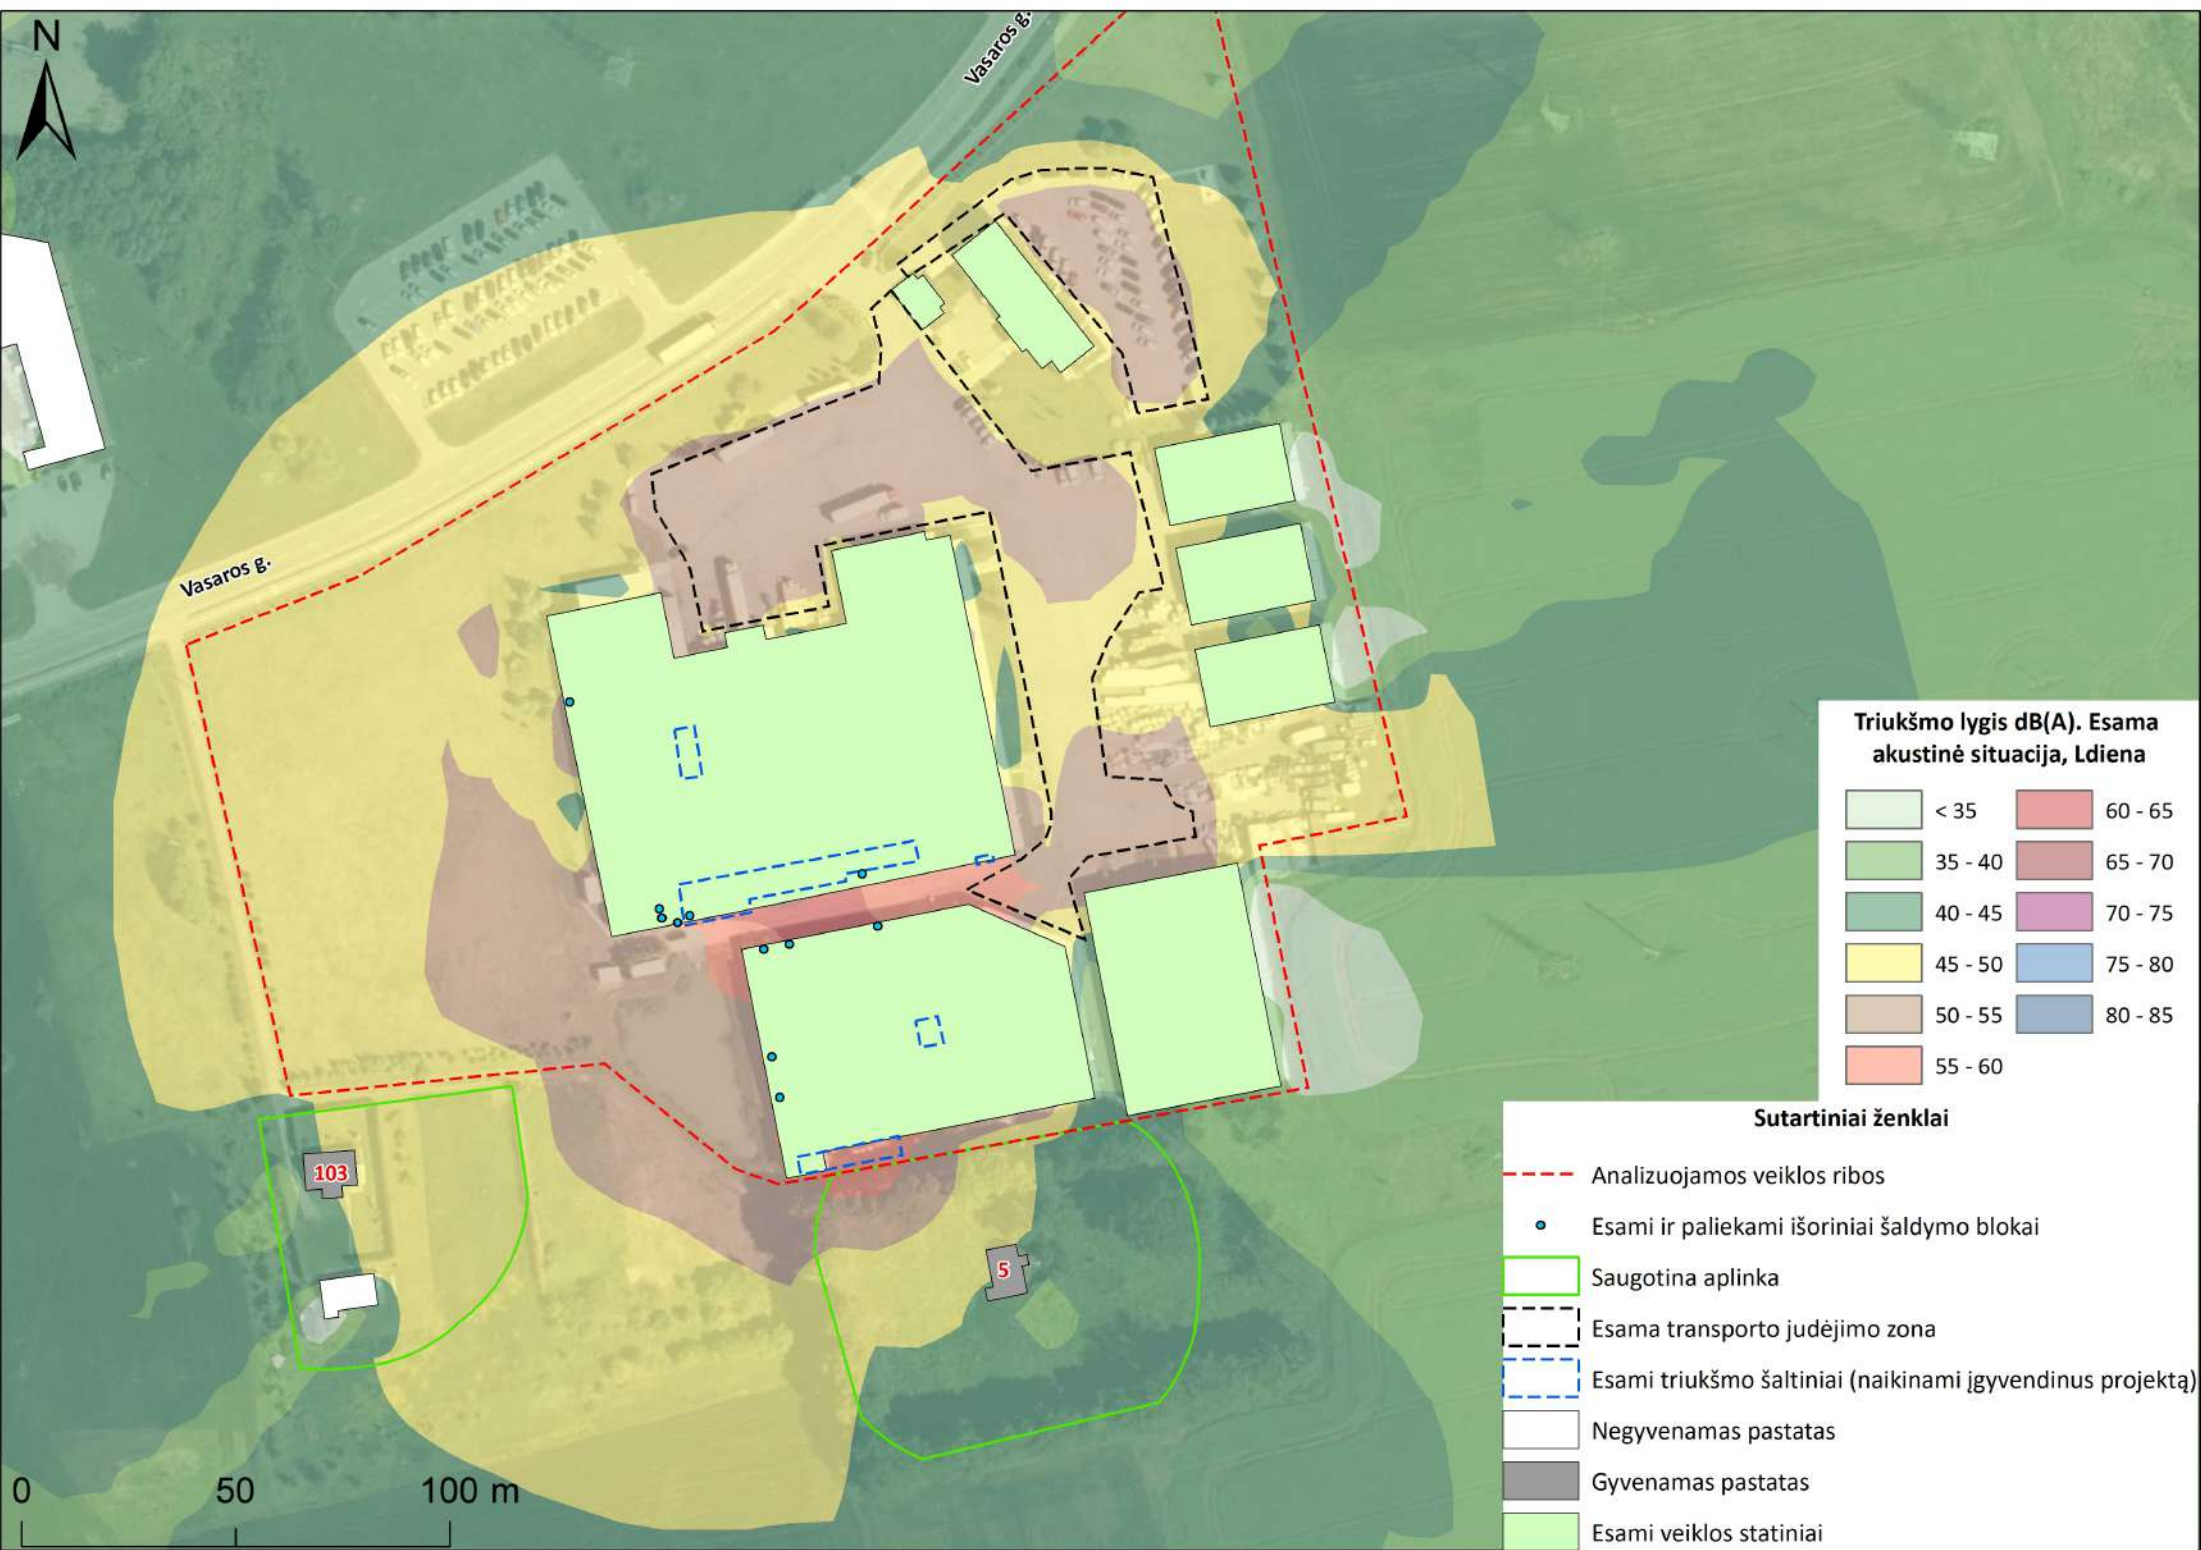 N
Vasaros g.
Vasaros g.
103
5
0 50 100 m
Triukšmo lygis dB(A). Esama
akustinė situacija, Ldiena
< 35
35 - 40
40 - 45
45 - 50
50 - 55
55 - 60
60 - 65
65 - 70
70 - 75
75 - 80
80 - 85
Sutartiniai ženklai
Analizuojamos veiklos ribos
Esami ir paliekami išoriniai šaldymo blokai
Saugotina aplinka
Esama transporto judėjimo zona
Esami triukšmo šaltiniai (naikinami įgyvendinus projektą)
Negyvenamas pastatas
Gyvenamas pastatas
Esami veiklos statiniai